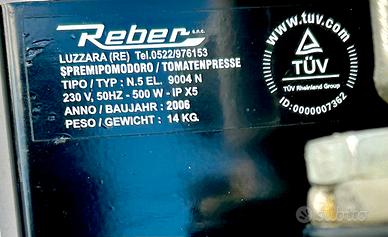 Reber s.n.c.
LUZZARA (RE) Tel.0522/976153
SPREMIPOMODORO / TOMATENPRESSE
TIPO / TYP : N.5 EL. 9004 N
230 V, 50HZ - 500 W - IP X5
ANNO / BAUJAHR : 2006
PESO / GEWICHT : 14 KG.
www.tuv.com
TÜV
TÜV Rheinland Group
ID:0000007362
subito